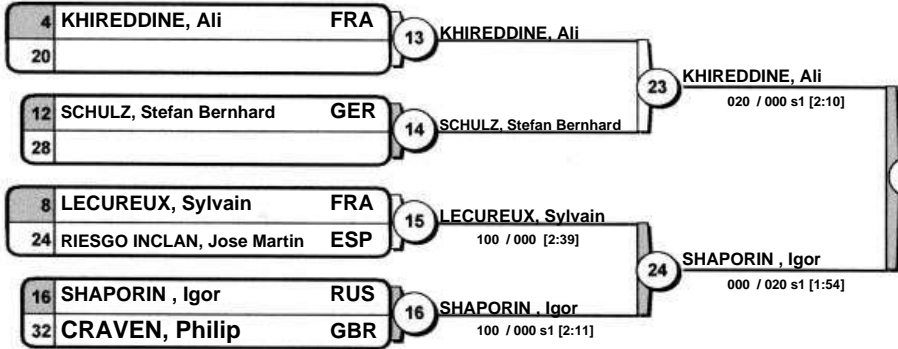 4 KHIREDDINE, Ali FRA
20
13 KHIREDDINE, Ali
12 SCHULZ, Stefan Bernhard GER
28
14 SCHULZ, Stefan Bernhard
23 KHIREDDINE, Ali
020 / 000 s1 [2:10]
8 LECUREUX, Sylvain FRA
24 RIESGO INCLAN, Jose Martin ESP
15 LECUREUX, Sylvain
100 / 000 [2:39]
16 SHAPORIN , Igor RUS
32 CRAVEN, Philip GBR
16 SHAPORIN , Igor
100 / 000 s1 [2:11]
24 SHAPORIN , Igor
000 / 020 s1 [1:54]